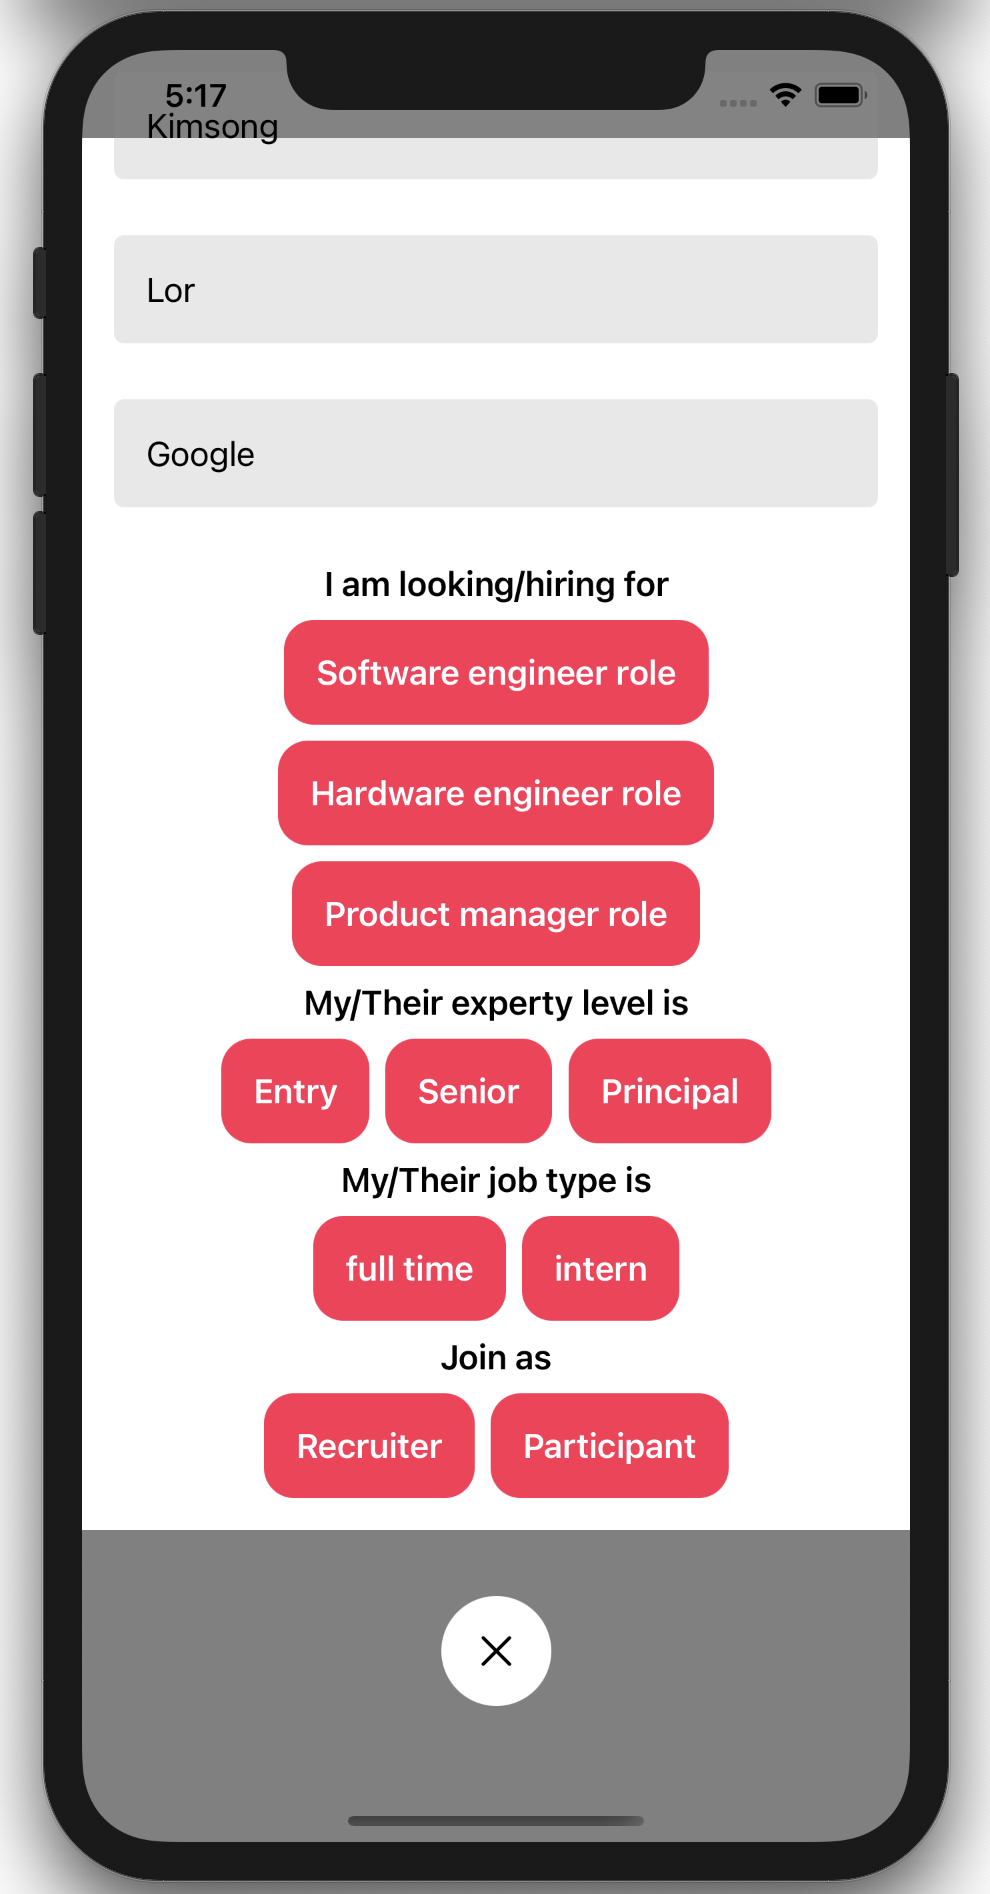 5:17
Kimsong
Lor
Google
I am looking/hiring for
Software engineer role
Hardware engineer role
Product manager role
My/Their experty level is
Entry Senior Principal
My/Their job type is
full time intern
Join as
Recruiter Participant